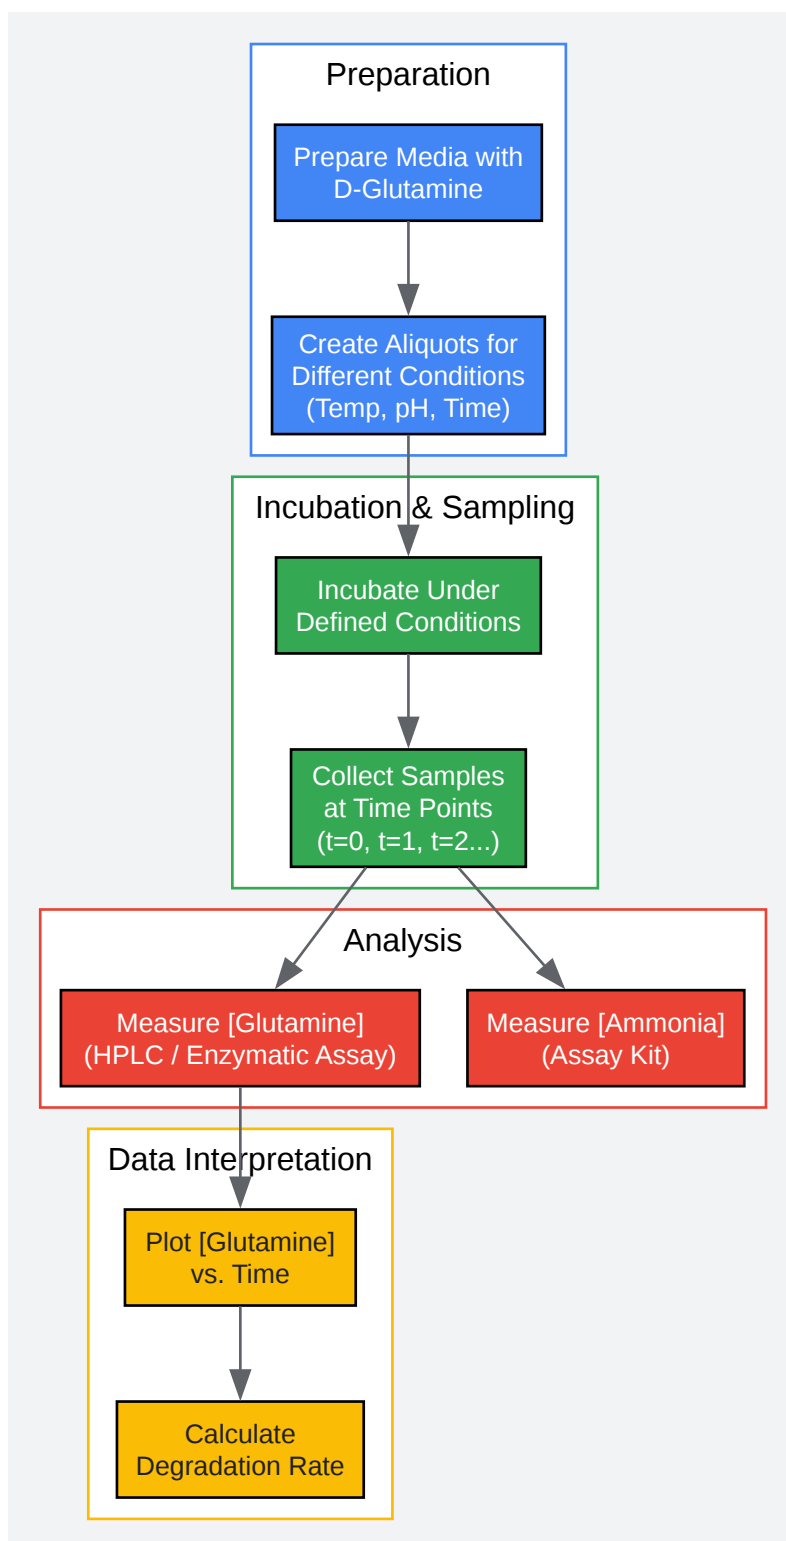 Preparation
Prepare Media with
D-Glutamine
Create Aliquots for
Different Conditions
(Temp, pH, Time)
Incubation & Sampling
Incubate Under
Defined Conditions
Collect Samples
at Time Points
(t=0, t=1, t=2...)
Analysis
Measure [Glutamine]
(HPLC / Enzymatic Assay)
Measure [Ammonia]
(Assay Kit)
Data Interpretation
Plot [Glutamine]
vs. Time
Calculate
Degradation Rate